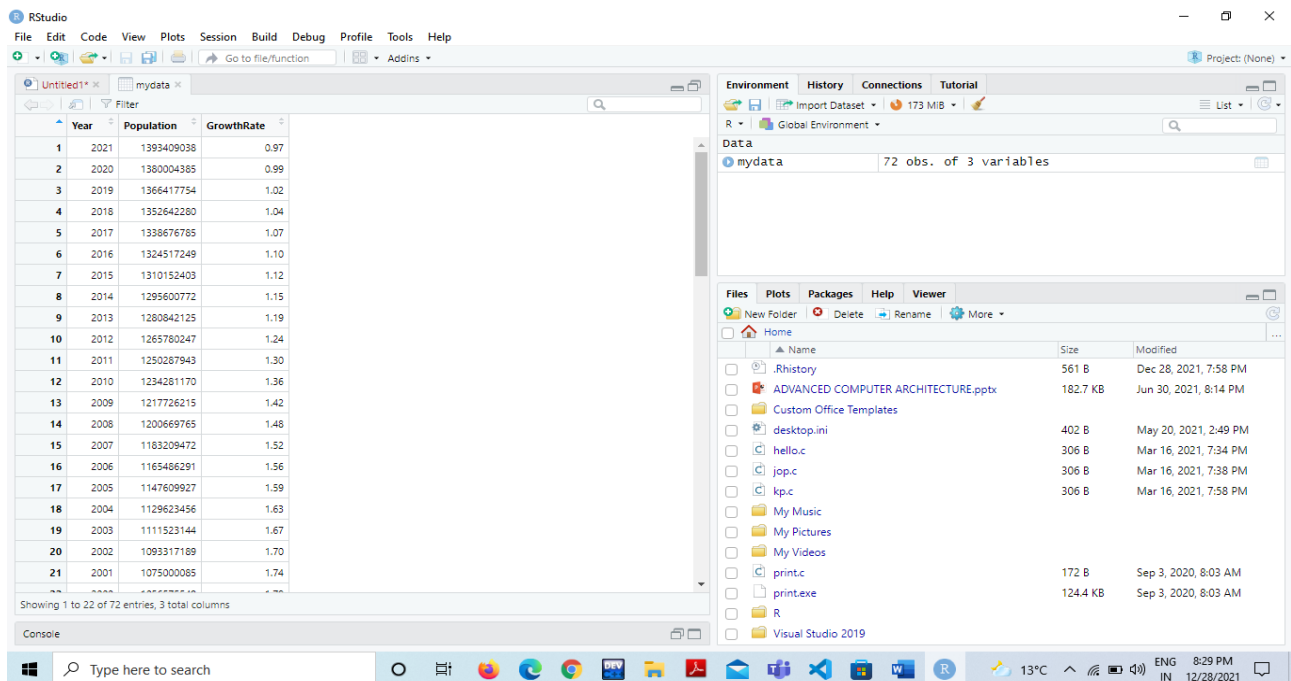 RStudio
File Edit Code View Plots Session Build Debug Profile Tools Help
Go to file/function Addins Project: (None)
Untitled1* mydata
Filter
Year Population GrowthRate
1 2021 1393409038 0.97
2 2020 1380004385 0.99
3 2019 1366417754 1.02
4 2018 1352642280 1.04
5 2017 1338676785 1.07
6 2016 1324517249 1.10
7 2015 1310152403 1.12
8 2014 1295600772 1.15
9 2013 1280842125 1.19
10 2012 1265780247 1.24
11 2011 1250287943 1.30
12 2010 1234281170 1.36
13 2009 1217726215 1.42
14 2008 1200669765 1.48
15 2007 1183209472 1.52
16 2006 1165486291 1.56
17 2005 1147609927 1.59
18 2004 1129623456 1.63
19 2003 1111523144 1.67
20 2002 1093317189 1.70
21 2001 1075000085 1.74
Showing 1 to 22 of 72 entries, 3 total columns
Console
Environment History Connections Tutorial
Import Dataset 173 MiB List
R Global Environment
Data
mydata 72 obs. of 3 variables
Files Plots Packages Help Viewer
New Folder Delete Rename More
Home ...
Name Size Modified
.Rhistory 561 B Dec 28, 2021, 7:58 PM
ADVANCED COMPUTER ARCHITECTURE.pptx 182.7 KB Jun 30, 2021, 8:14 PM
Custom Office Templates
desktop.ini 402 B May 20, 2021, 2:49 PM
hello.c 306 B Mar 16, 2021, 7:34 PM
jop.c 306 B Mar 16, 2021, 7:38 PM
kp.c 306 B Mar 16, 2021, 7:58 PM
My Music
My Pictures
My Videos
print.c 172 B Sep 3, 2020, 8:03 AM
print.exe 124.4 KB Sep 3, 2020, 8:03 AM
R
Visual Studio 2019
Type here to search DEV 13°C ENG 8:29 PM
IN 12/28/2021